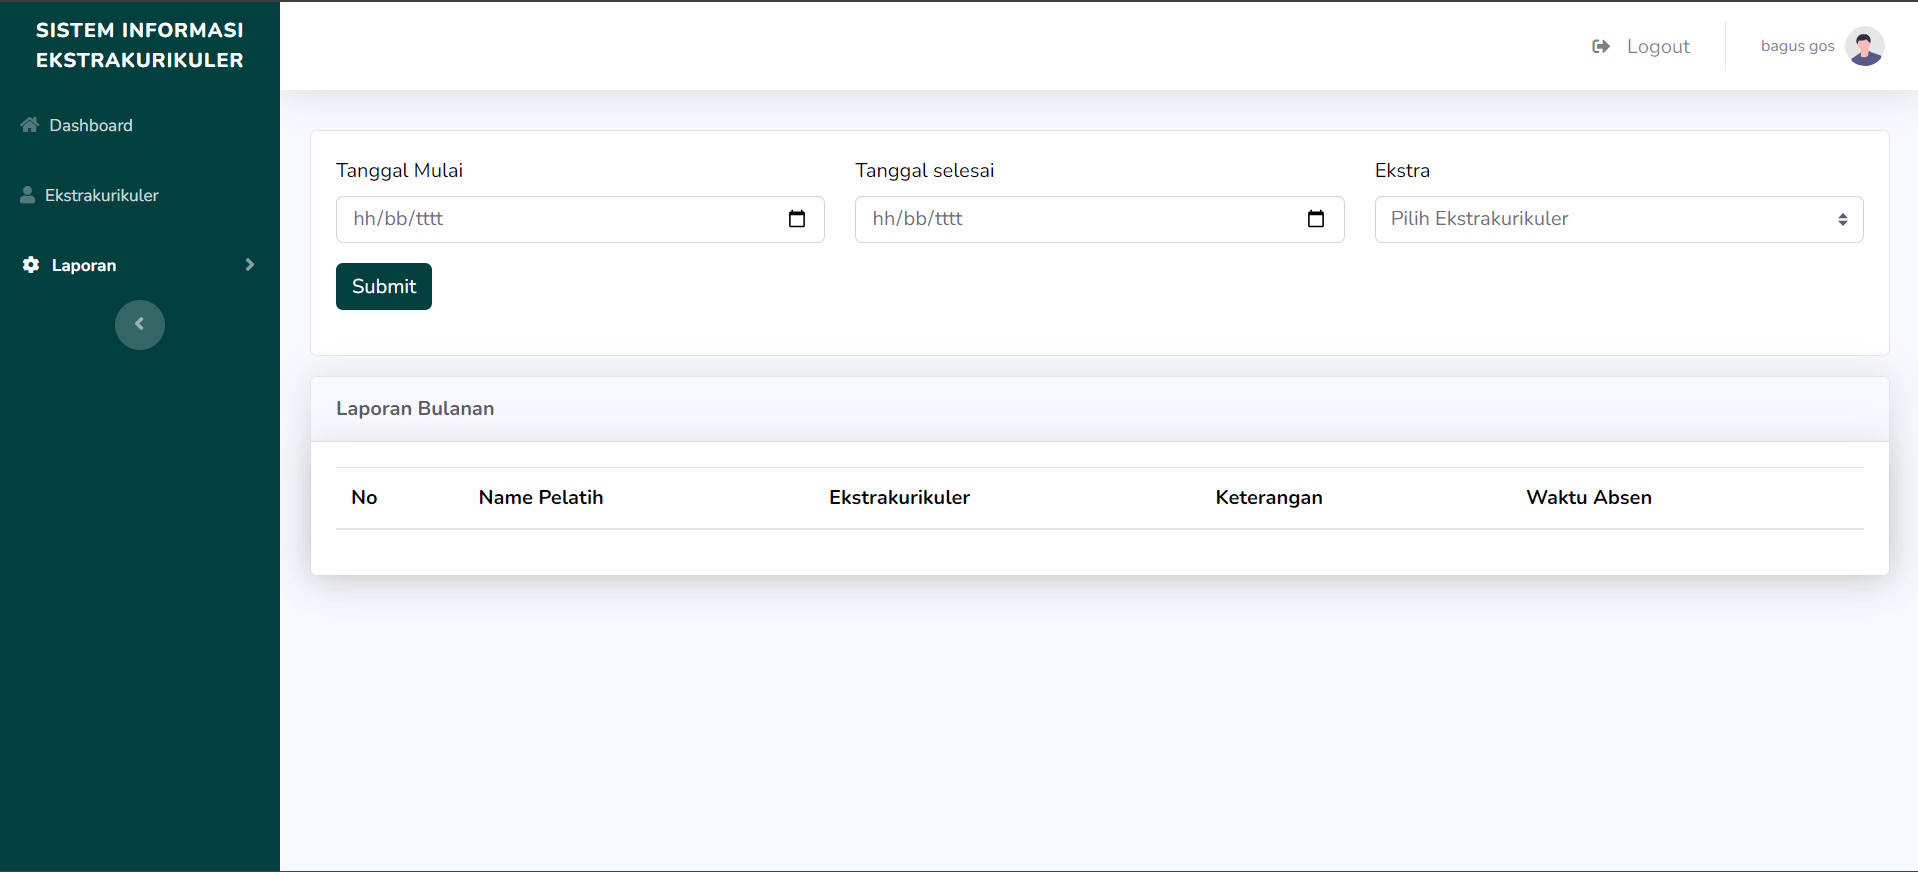 SISTEM INFORMASI
EKSTRAKURIKULER
Logout
bagus gos
Dashboard
Ekstrakurikuler
Laporan
Tanggal Mulai
Tanggal selesai
Ekstra
hh/bb/tttt
hh/bb/tttt
Pilih Ekstrakurikuler
Submit
Laporan Bulanan
No Name Pelatih Ekstrakurikuler Keterangan Waktu Absen